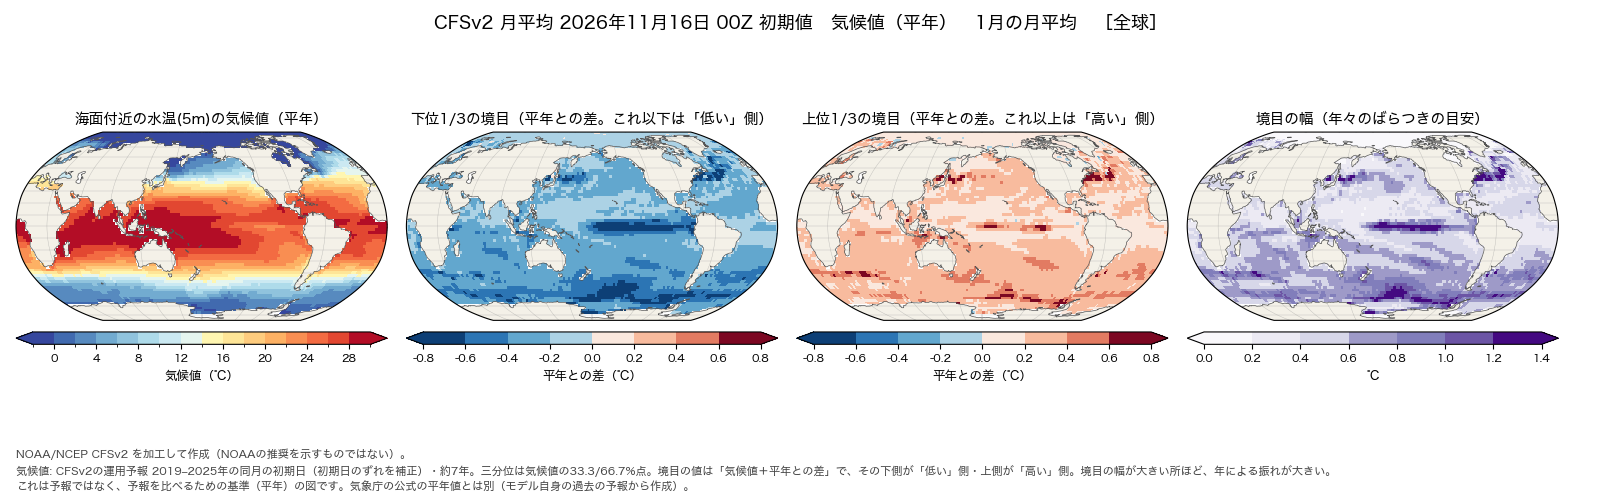 CFSv2 月平均 2026年11月16日 00Z 初期値　気候値（平年）　1月の月平均　［全球］
海面付近の水温(5m)の気候値（平年）
下位1/3の境目（平年との差。これ以下は「低い」側）
上位1/3の境目（平年との差。これ以上は「高い」側）
境目の幅（年々のばらつきの目安）
0 4 8 12 16 20 24 28
-0.8 -0.6 -0.4 -0.2 0.0 0.2 0.4 0.6 0.8
-0.8 -0.6 -0.4 -0.2 0.0 0.2 0.4 0.6 0.8
0.0 0.2 0.4 0.6 0.8 1.0 1.2 1.4
気候値（℃）
平年との差（℃）
平年との差（℃）
℃
NOAA/NCEP CFSv2 を加工して作成（NOAAの推奨を示すものではない）。
気候値: CFSv2の運用予報 2019–2025年の同月の初期日（初期日のずれを補正）・約7年。三分位は気候値の33.3/66.7%点。境目の値は「気候値＋平年との差」で、その下側が「低い」側・上側が「高い」側。境目の幅が大きい所ほど、年による振れが大きい。
これは予報ではなく、予報を比べるための基準（平年）の図です。気象庁の公式の平年値とは別（モデル自身の過去の予報から作成）。